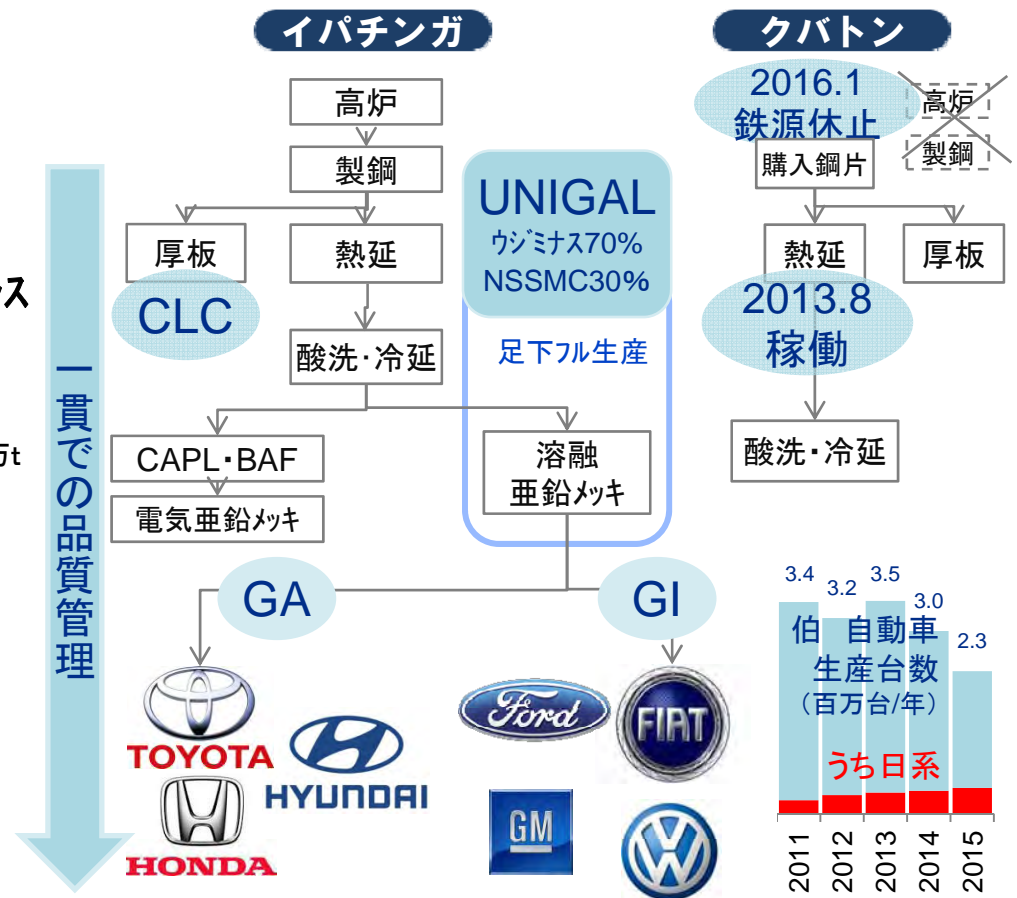 イパチンガ
高炉
製鋼
厚板
熱延
CLC
酸洗・冷延
CAPL・BAF
電気亜鉛メッキ
UNIGAL
ウジミナス70%
NSSMC30%
足下フル生産
溶融
亜鉛メッキ
GA
GI
TOYOTA
HYUNDAI
HONDA
Ford
FIAT
GM
クバトン
2016.1
鉄源休止
高炉
製鋼
購入鋼片
熱延
厚板
2013.8
稼働
酸洗・冷延
一貫での品質管理
ス
万t
3.4
3.2
3.5
3.0
2.3
伯 自動車
生産台数
(百万台/年)
うち日系
2011
2012
2013
2014
2015